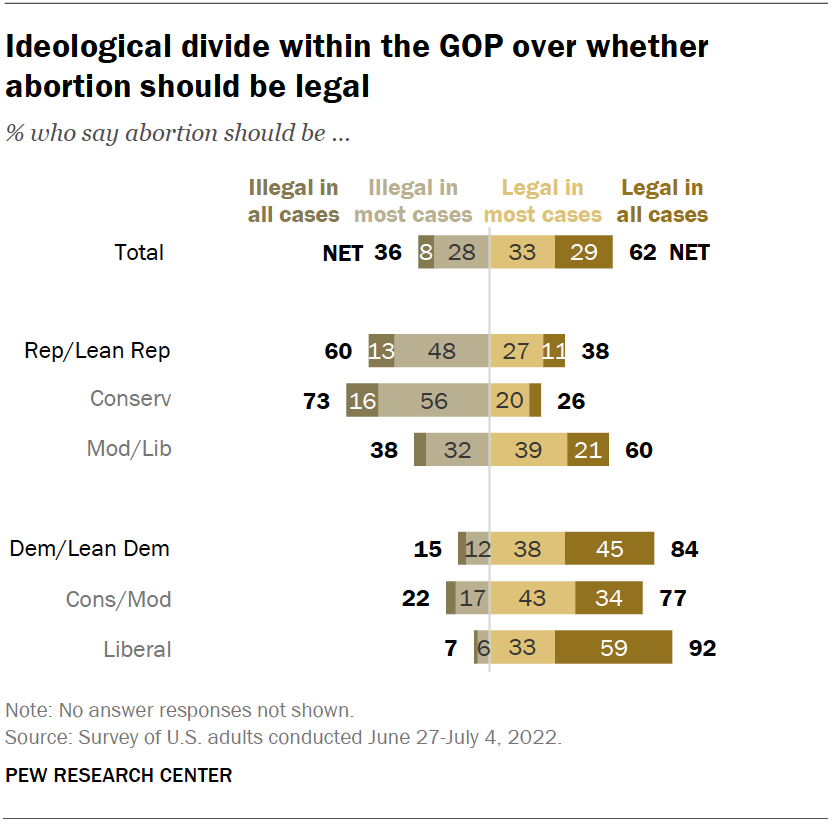 Ideological divide within the GOP over whether
abortion should be legal
% who say abortion should be ...
Illegal in all cases
Illegal in most cases
Legal in most cases
Legal in all cases
Total NET 36 8 28 33 29 62 NET
Rep/Lean Rep 60 13 48 27 11 38
Conserv 73 16 56 20 26
Mod/Lib 38 32 39 21 60
Dem/Lean Dem 15 12 38 45 84
Cons/Mod 22 17 43 34 77
Liberal 7 6 33 59 92
Note: No answer responses not shown.
Source: Survey of U.S. adults conducted June 27-July 4, 2022.
PEW RESEARCH CENTER